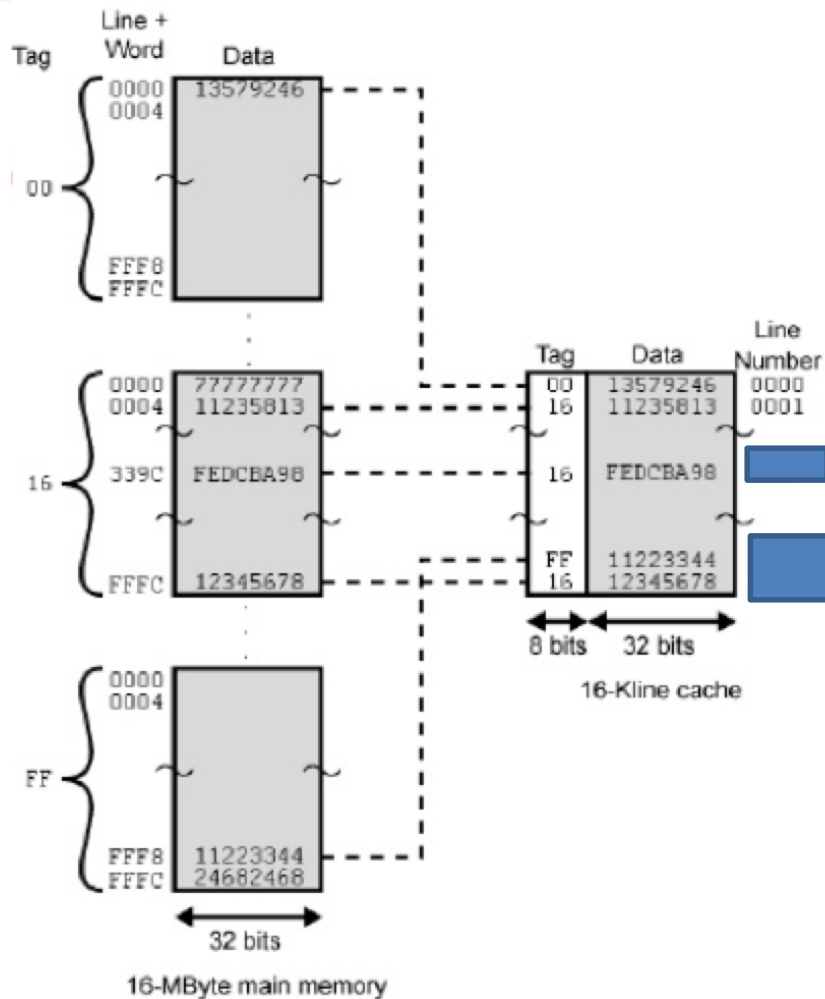 Tag
Line +
Word
Data
00
0000 13579246
0004
FFF8
FFFC
16
0000 77777777
0004 11235813
339C FEDCBA98
FFFC 12345678
FF
0000
0004
FFF8 11223344
FFFC 24682468
32 bits
16-MByte main memory
Tag
Data
Line
Number
00 13579246 0000
16 11235813 0001
16 FEDCBA98
FF 11223344
16 12345678
8 bits
32 bits
16-Kline cache